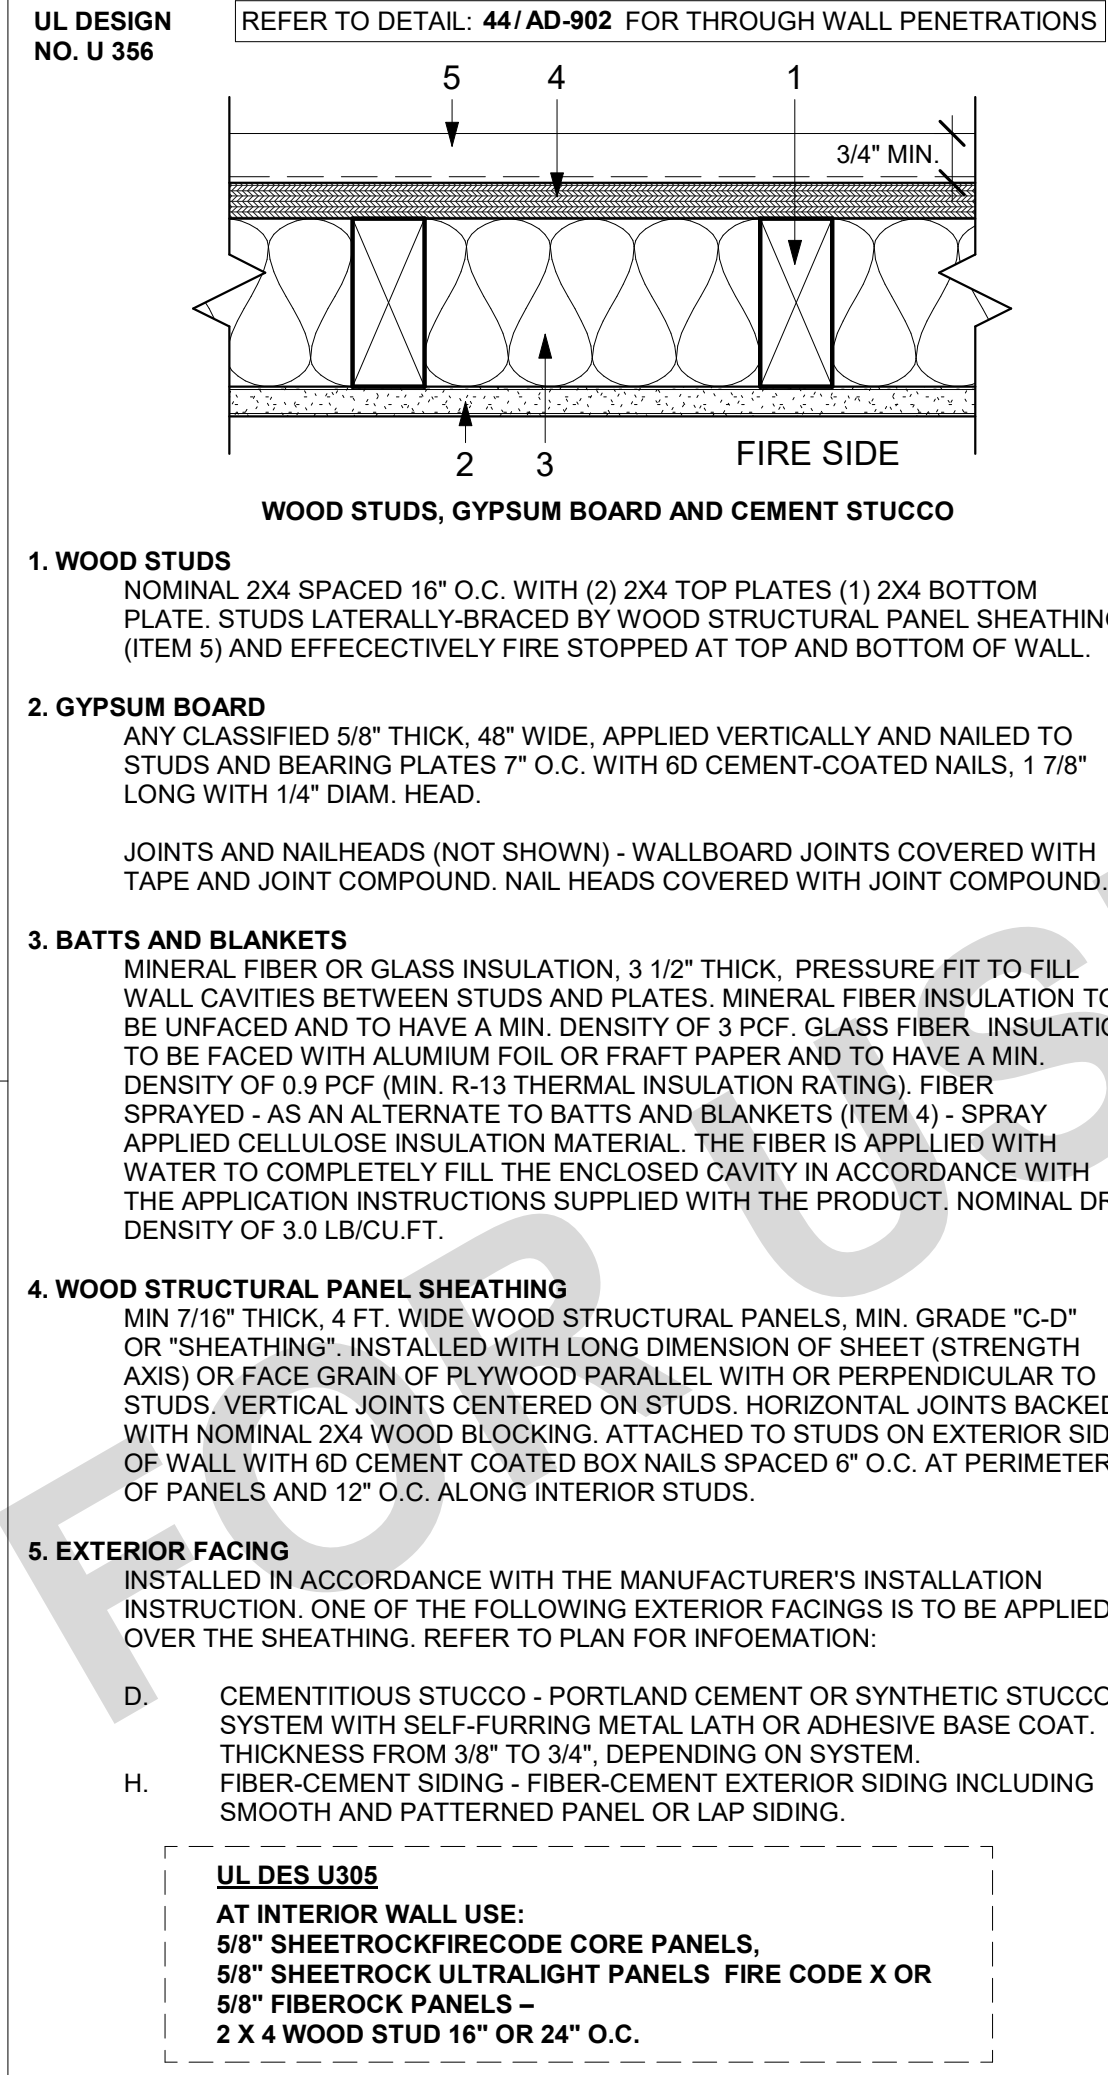 UL DESIGN
NO. U 356
REFER TO DETAIL: 44 / AD-902 FOR THROUGH WALL PENETRATIONS
5 4 1
3/4" MIN.
2 3
FIRE SIDE
WOOD STUDS, GYPSUM BOARD AND CEMENT STUCCO
1. WOOD STUDS
NOMINAL 2X4 SPACED 16" O.C. WITH (2) 2X4 TOP PLATES (1) 2X4 BOTTOM
PLATE. STUDS LATERALLY-BRACED BY WOOD STRUCTURAL PANEL SHEATHING
(ITEM 5) AND EFFECECTIVELY FIRE STOPPED AT TOP AND BOTTOM OF WALL.
2. GYPSUM BOARD
ANY CLASSIFIED 5/8" THICK, 48" WIDE, APPLIED VERTICALLY AND NAILED TO
STUDS AND BEARING PLATES 7" O.C. WITH 6D CEMENT-COATED NAILS, 1 7/8"
LONG WITH 1/4" DIAM. HEAD.
JOINTS AND NAILHEADS (NOT SHOWN) - WALLBOARD JOINTS COVERED WITH
TAPE AND JOINT COMPOUND. NAIL HEADS COVERED WITH JOINT COMPOUND.
3. BATTS AND BLANKETS
MINERAL FIBER OR GLASS INSULATION, 3 1/2" THICK, PRESSURE FIT TO FILL
WALL CAVITIES BETWEEN STUDS AND PLATES. MINERAL FIBER INSULATION TO
BE UNFACED AND TO HAVE A MIN. DENSITY OF 3 PCF. GLASS FIBER INSULATIO
TO BE FACED WITH ALUMIUM FOIL OR FRAFT PAPER AND TO HAVE A MIN.
DENSITY OF 0.9 PCF (MIN. R-13 THERMAL INSULATION RATING). FIBER
SPRAYED - AS AN ALTERNATE TO BATTS AND BLANKETS (ITEM 4) - SPRAY
APPLIED CELLULOSE INSULATION MATERIAL. THE FIBER IS APPLLIED WITH
WATER TO COMPLETELY FILL THE ENCLOSED CAVITY IN ACCORDANCE WITH
THE APPLICATION INSTRUCTIONS SUPPLIED WITH THE PRODUCT. NOMINAL DR
DENSITY OF 3.0 LB/CU.FT.
4. WOOD STRUCTURAL PANEL SHEATHING
MIN 7/16" THICK, 4 FT. WIDE WOOD STRUCTURAL PANELS, MIN. GRADE "C-D"
OR "SHEATHING". INSTALLED WITH LONG DIMENSION OF SHEET (STRENGTH
AXIS) OR FACE GRAIN OF PLYWOOD PARALLEL WITH OR PERPENDICULAR TO
STUDS. VERTICAL JOINTS CENTERED ON STUDS. HORIZONTAL JOINTS BACKED
WITH NOMINAL 2X4 WOOD BLOCKING. ATTACHED TO STUDS ON EXTERIOR SID
OF WALL WITH 6D CEMENT COATED BOX NAILS SPACED 6" O.C. AT PERIMETER
OF PANELS AND 12" O.C. ALONG INTERIOR STUDS.
5. EXTERIOR FACING
INSTALLED IN ACCORDANCE WITH THE MANUFACTURER'S INSTALLATION
INSTRUCTION. ONE OF THE FOLLOWING EXTERIOR FACINGS IS TO BE APPLIED
OVER THE SHEATHING. REFER TO PLAN FOR INFOEMATION:
D. CEMENTITIOUS STUCCO - PORTLAND CEMENT OR SYNTHETIC STUCCO
SYSTEM WITH SELF-FURRING METAL LATH OR ADHESIVE BASE COAT.
THICKNESS FROM 3/8" TO 3/4", DEPENDING ON SYSTEM.
H. FIBER-CEMENT SIDING - FIBER-CEMENT EXTERIOR SIDING INCLUDING
SMOOTH AND PATTERNED PANEL OR LAP SIDING.
UL DES U305
AT INTERIOR WALL USE:
5/8" SHEETROCKFIRECODE CORE PANELS,
5/8" SHEETROCK ULTRALIGHT PANELS FIRE CODE X OR
5/8" FIBEROCK PANELS –
2 X 4 WOOD STUD 16" OR 24" O.C.
FOR US